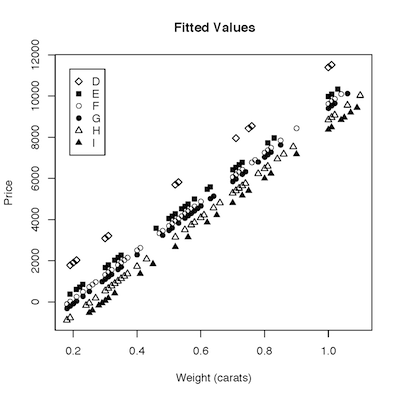 Fitted Values
Price
12000
10000
8000
6000
4000
2000
0
D
E
F
G
H
I
0.2 0.4 0.6 0.8 1.0
Weight (carats)